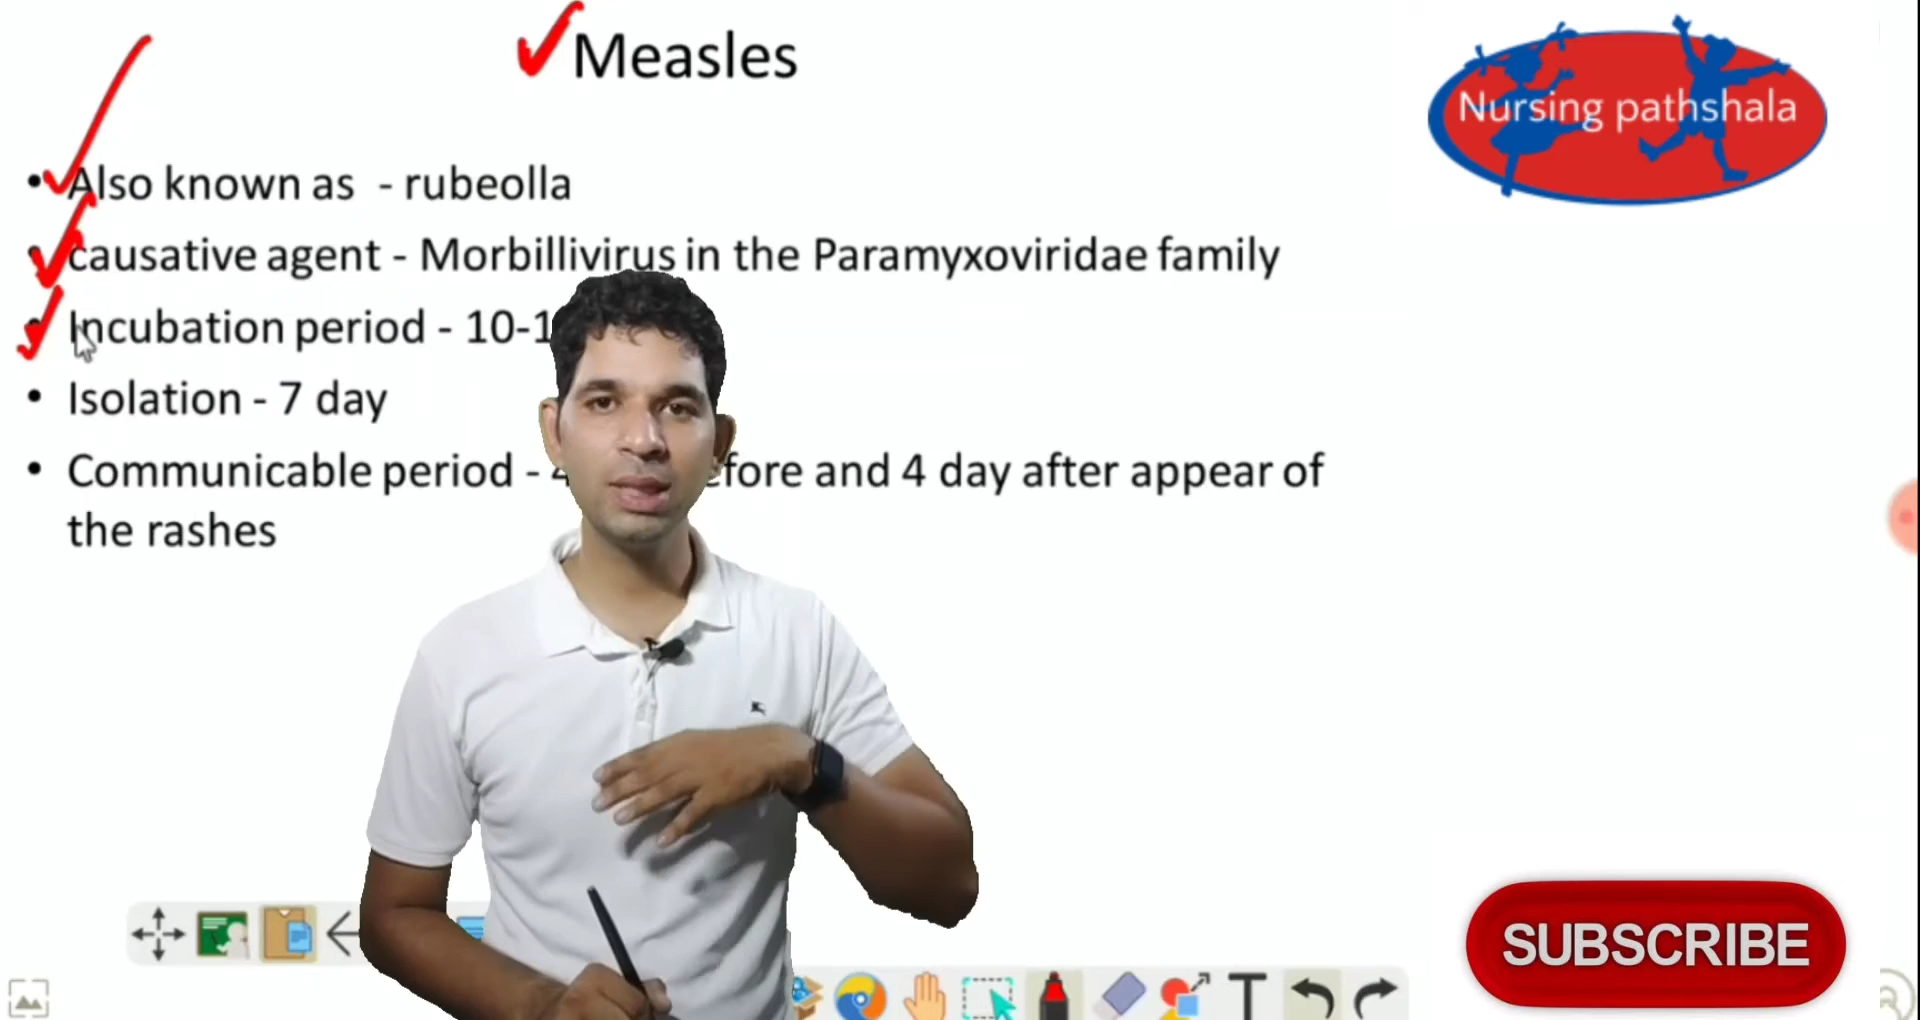 Measles
Nursing pathshala
• Also known as - rubeolla
• causative agent - Morbillivirus in the Paramyxoviridae family
• Incubation period - 10-1
• Isolation - 7 day
• Communicable period - and 4 day after appear of
the rashes
T
SUBSCRIBE